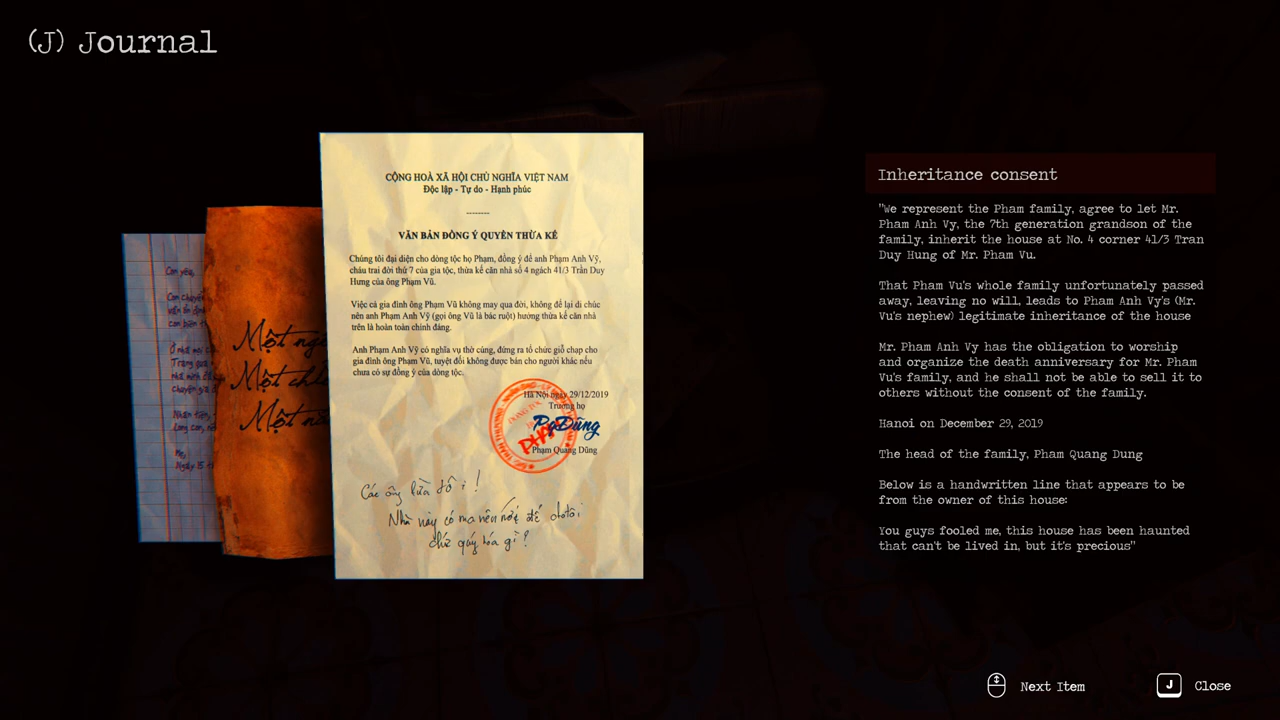 (J) Journal
Con yêu,
Một
Một
Một
CỘNG HOÀ XÃ HỘI CHỦ NGHĨA VIỆT NAM
Độc lập - Tự do - Hạnh phúc
--------
VĂN BẢN ĐỒNG Ý QUYỀN THỪA KẾ
Chúng tôi đại diện cho dòng tộc họ Phạm, đồng ý để anh Phạm Anh Vỹ,
cháu trai đời thứ 7 của gia tộc, thừa kế căn nhà số 4 ngách 41/3 Trần Duy
Hưng của ông Phạm Vũ.
Việc cả gia đình ông Phạm Vũ không may qua đời, không để lại di chúc
nên anh Phạm Anh Vỹ (gọi ông Vũ là bác ruột) hưởng thừa kế căn nhà
trên là hoàn toàn chính đáng.
Anh Phạm Anh Vỹ có nghĩa vụ thờ cúng, đứng ra tổ chức giỗ chạp cho
gia đình ông Phạm Vũ, tuyệt đối không được bán cho người khác nếu
chưa có sự đồng ý của dòng tộc.
Hà Nội ngày 29/12/2019
Trưởng họ
PqDũng
Phạm Quang Dũng
Các ông lừa tôi!
Nhà này có ma nên mới để cho tôi
chứ quý hóa gì?
Inheritance consent
"We represent the Pham family, agree to let Mr.
Pham Anh Vy, the 7th generation grandson of the
family, inherit the house at No. 4 corner 41/3 Tran
Duy Hung of Mr. Pham Vu.
That Pham Vu's whole family unfortunately passed
away, leaving no will, leads to Pham Anh Vy's (Mr.
Vu's nephew) legitimate inheritance of the house
Mr. Pham Anh Vy has the obligation to worship
and organize the death anniversary for Mr. Pham
Vu's family, and he shall not be able to sell it to
others without the consent of the family.
Hanoi on December 29, 2019
The head of the family, Pham Quang Dung
Below is a handwritten line that appears to be
from the owner of this house:
You guys fooled me, this house has been haunted
that can't be lived in, but it's precious"
Next Item
J Close